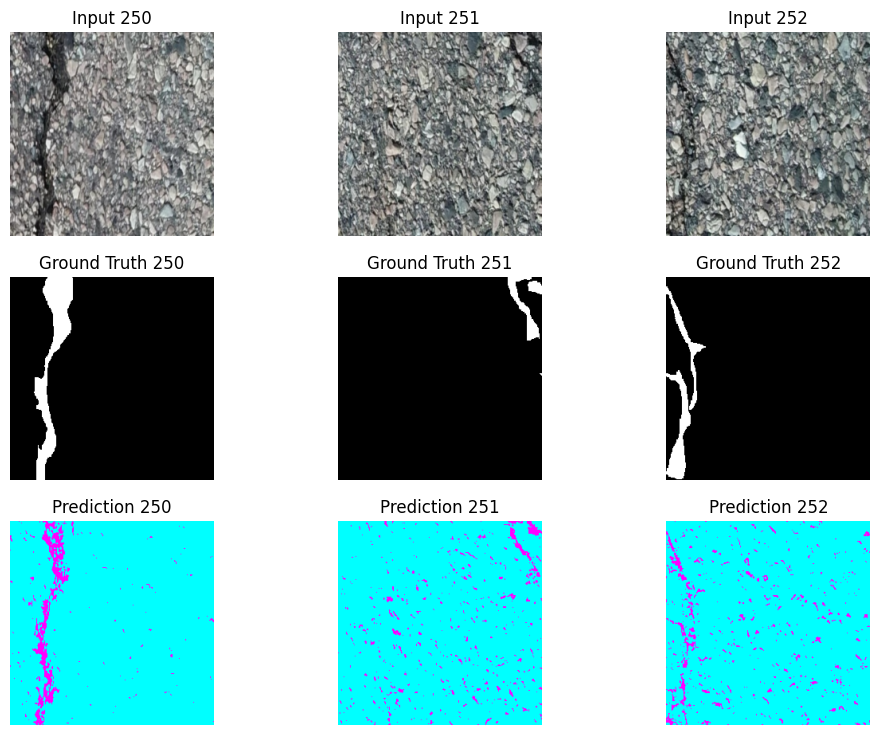 Input 250
Input 251
Input 252
Ground Truth 250
Ground Truth 251
Ground Truth 252
Prediction 250
Prediction 251
Prediction 252